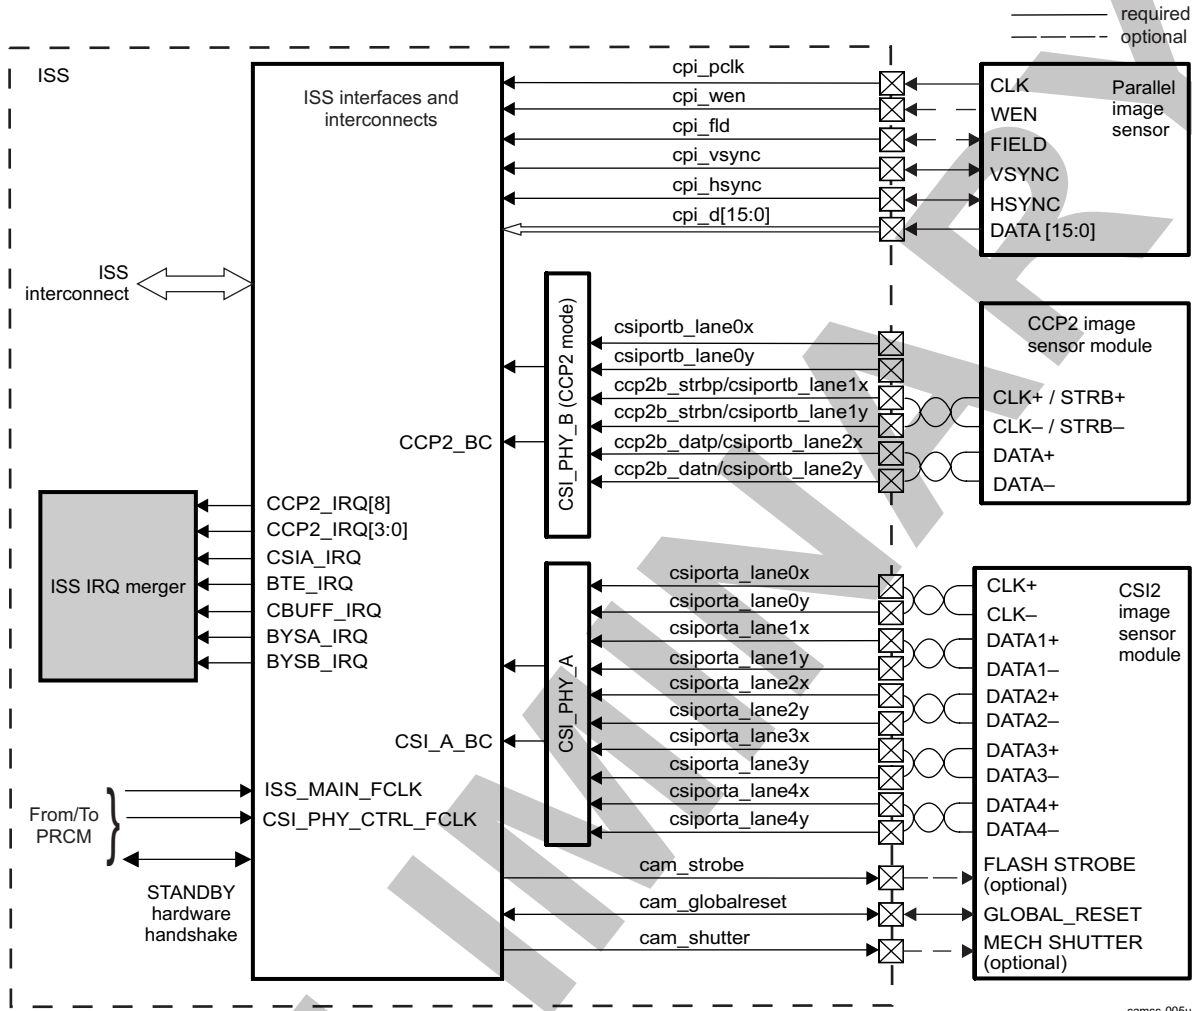 required
optional
ISS
ISS interfaces and
interconnects
cpi_pclk
cpi_wen
cpi_fld
cpi_vsync
cpi_hsync
cpi_d[15:0]
CLK
WEN
FIELD
VSYNC
HSYNC
DATA [15:0]
Parallel
image
sensor
ISS
interconnect
CSI_PHY_B (CCP2 mode)
csiportb_lane0x
csiportb_lane0y
ccp2b_strbp/csiportb_lane1x
ccp2b_strbn/csiportb_lane1y
ccp2b_datp/csiportb_lane2x
ccp2b_datn/csiportb_lane2y
CCP2 image
sensor module
CLK+ / STRB+
CLK– / STRB–
DATA+
DATA–
CCP2_BC
ISS IRQ merger
CCP2_IRQ[8]
CCP2_IRQ[3:0]
CSIA_IRQ
BTE_IRQ
CBUFF_IRQ
BYSA_IRQ
BYSB_IRQ
CSI_PHY_A
csiporta_lane0x
csiporta_lane0y
csiporta_lane1x
csiporta_lane1y
csiporta_lane2x
csiporta_lane2y
csiporta_lane3x
csiporta_lane3y
csiporta_lane4x
csiporta_lane4y
CLK+
CLK–
DATA1+
DATA1–
DATA2+
DATA2–
DATA3+
DATA3–
DATA4+
DATA4–
CSI2
image
sensor
module
CSI_A_BC
From/To
PRCM
ISS_MAIN_FCLK
CSI_PHY_CTRL_FCLK
STANDBY
hardware
handshake
cam_strobe
cam_globalreset
cam_shutter
FLASH STROBE
(optional)
GLOBAL_RESET
MECH SHUTTER
(optional)
IMINARY